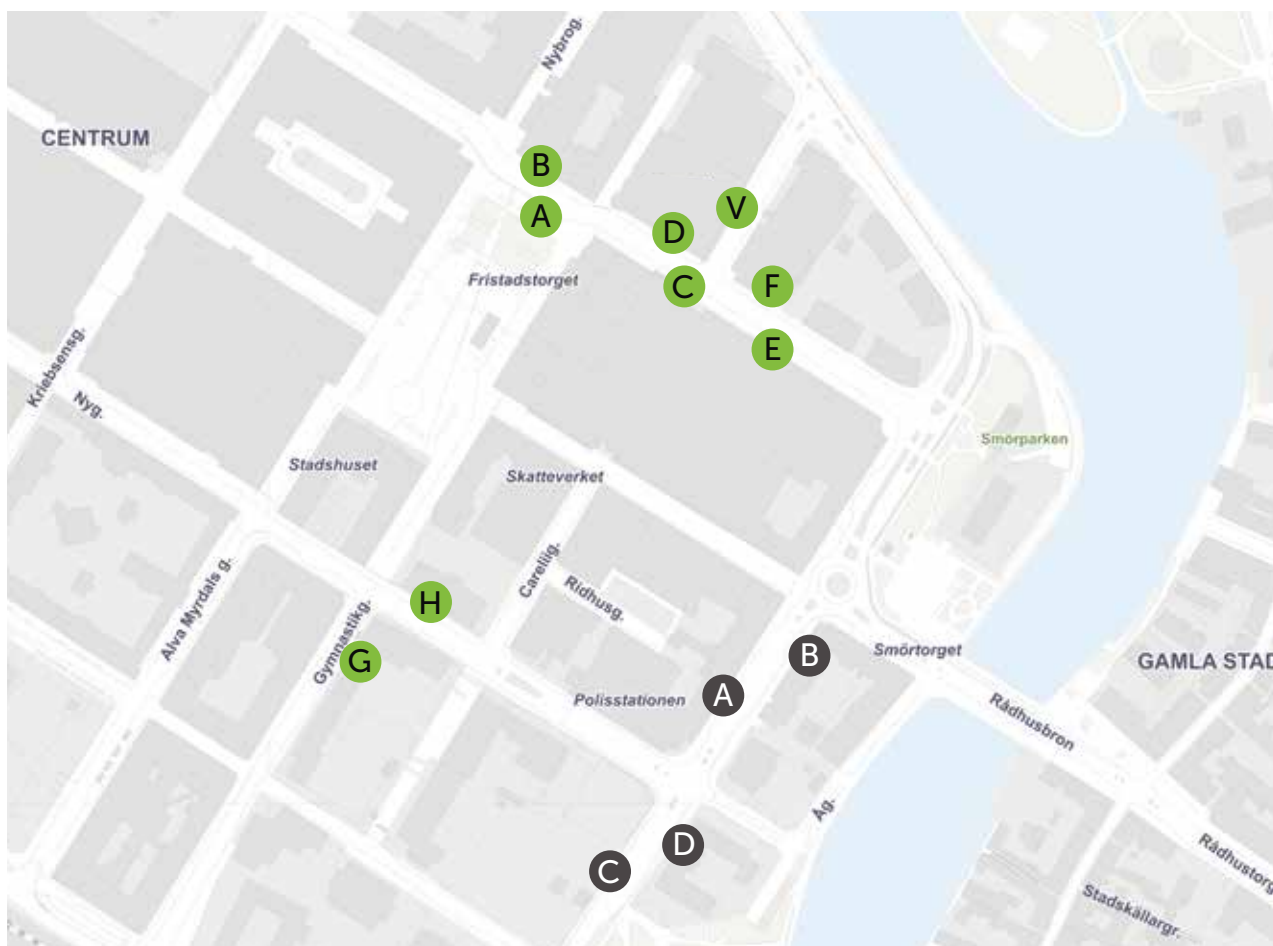 Nybrog.
CENTRUM
B
A
V
D
Fristadstorget
C
F
Kriebsensg.
E
Nyg.
Smörparken
Stadshuset
Skatteverket
Careliig.
Alva Myrdals g.
Ridhusg.
H
Gymnastikg.
G
B
Smörtorget
GAMLA STAD
A
Polisstationen
Rådhusbron
Åg.
D
C
Rådhustorg
Stadskällargr.